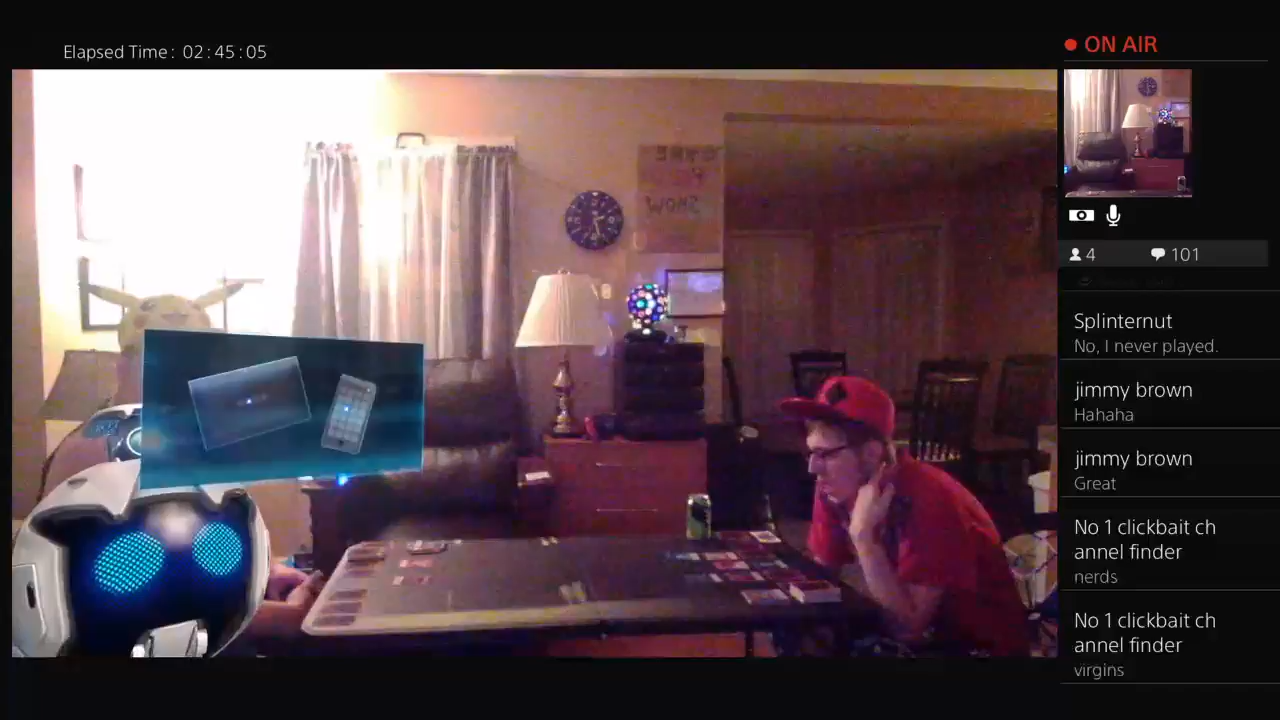 Elapsed Time: 02:45:05
ON AIR
4
101
Splinternut
No, I never played.
jimmy brown
Hahaha
jimmy brown
Great
No 1 clickbait ch
annel finder
nerds
No 1 clickbait ch
annel finder
virgins
SHOW